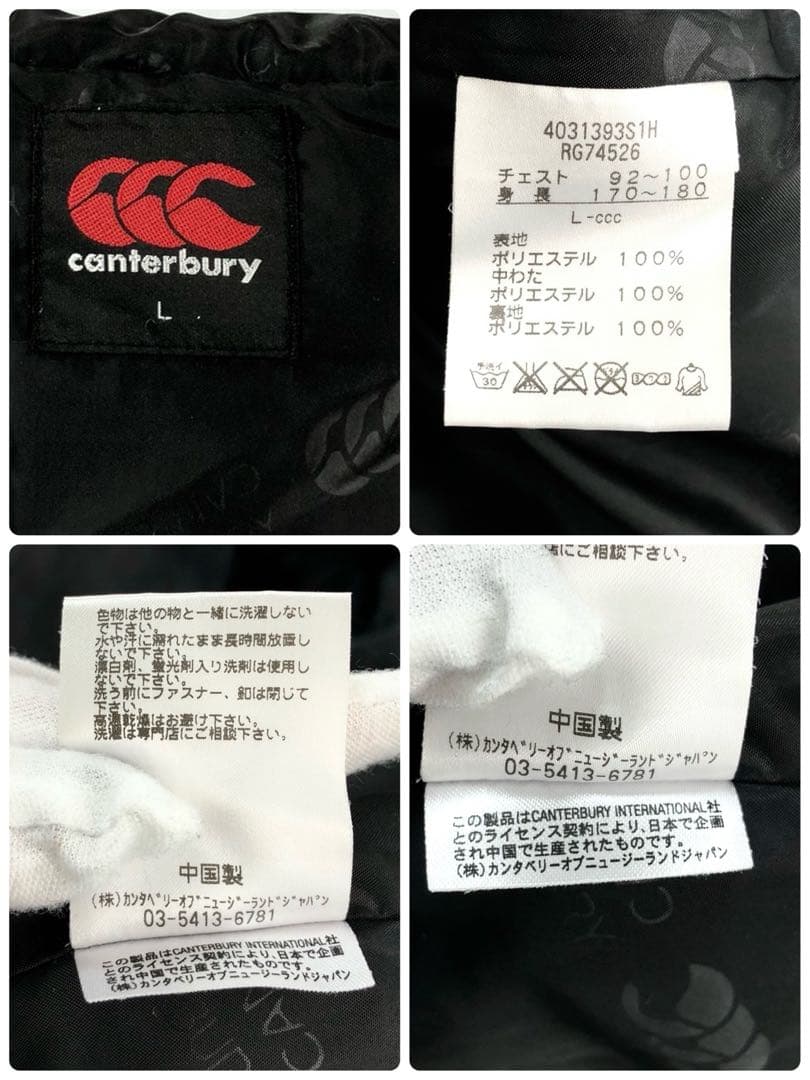 canterbury
L
4031393S1H
RG74526
チェスト 92～100
身長 170～180
L-ccc
表地
ポリエステル 100%
中わた
ポリエステル 100%
裏地
ポリエステル 100%
手洗イ
30
色物は他の物と一緒に洗濯しない
で下さい。
水や汗に濡れたまま長時間放置し
ないで下さい。
漂白剤、蛍光剤入り洗剤は使用し
ないで下さい。
洗う前にファスナー、釦は閉じて
下さい。
高温乾燥はお避け下さい。
洗濯は専門店にご相談下さい。
中国製
(株)カンタベリーオブニュージーランドジャパン
03-5413-6781
この製品はCANTERBURY INTERNATIONAL社
とのライセンス契約により、日本で企画
され中国で生産されたものです。
(株)カンタベリーオブニュージーランドジャパン
にご相談下さい。
中国製
(株)カンタベリーオブニュージーランドジャパン
03-5413-6781
この製品はCANTERBURY INTERNATIONAL社
とのライセンス契約により、日本で企画
され中国で生産されたものです。
(株)カンタベリーオブニュージーランドジャパン